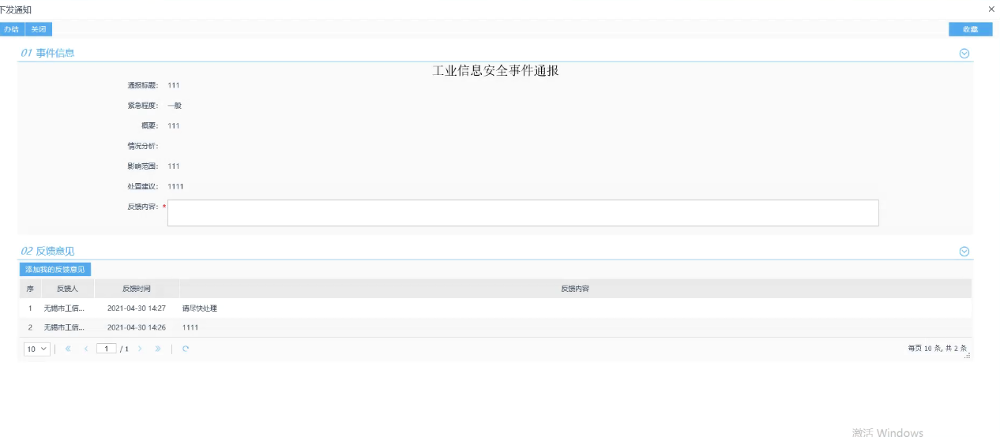 下发通知
办结 关闭 收藏
01 事件信息
工业信息安全事件通报
通报标题： 111
紧急程度： 一般
概要： 111
情况分析：
影响范围： 111
处置建议： 1111
反馈内容： *
02 反馈意见
添加我的反馈意见
序 反馈人 反馈时间 反馈内容
1 无锡市工信... 2021-04-30 14:27 请尽快处理
2 无锡市工信... 2021-04-30 14:26 1111
10 1 / 1 每页 10 条, 共 2 条
激活 Windows